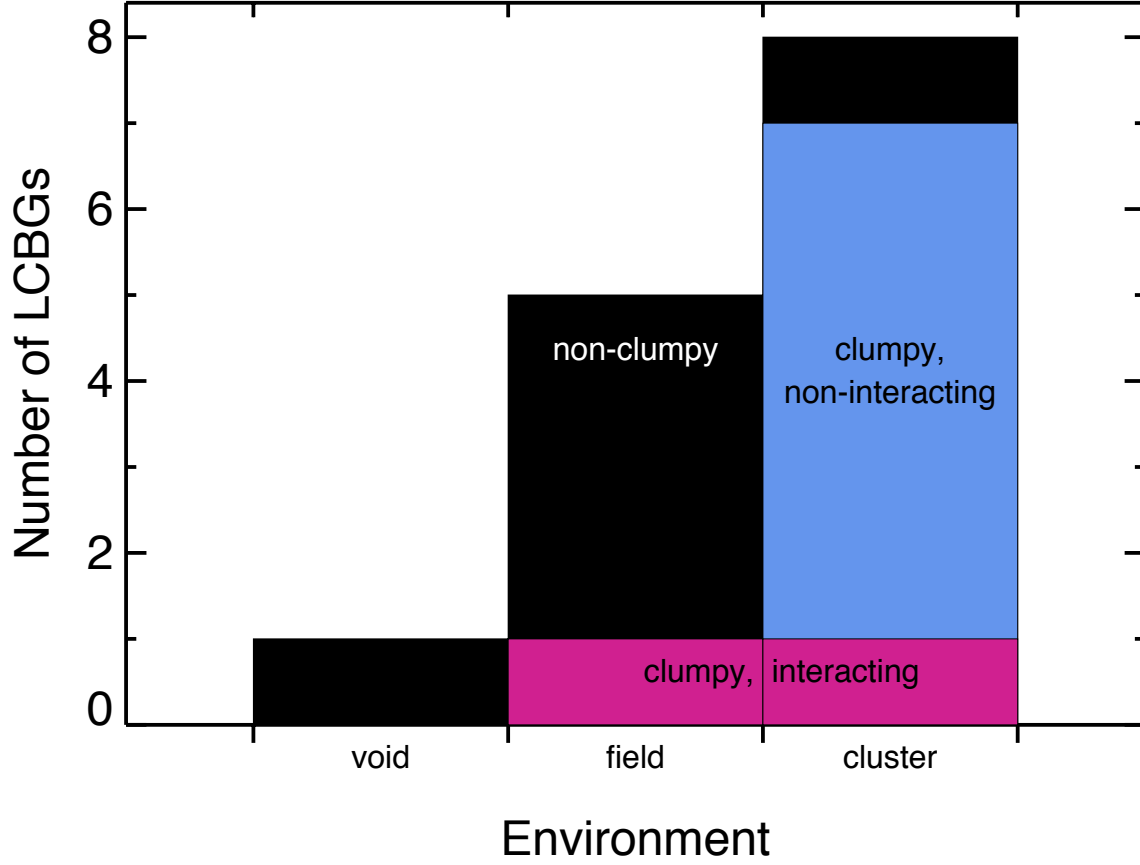 Number of LCBGs
8
6
4
2
0
non-clumpy
clumpy,
non-interacting
clumpy, interacting
void field cluster
Environment